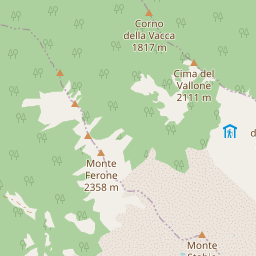 Corno
della Vacca
1817 m
Cima del
Vallone
2111 m
d
Monte
Ferone
2358 m
Monte